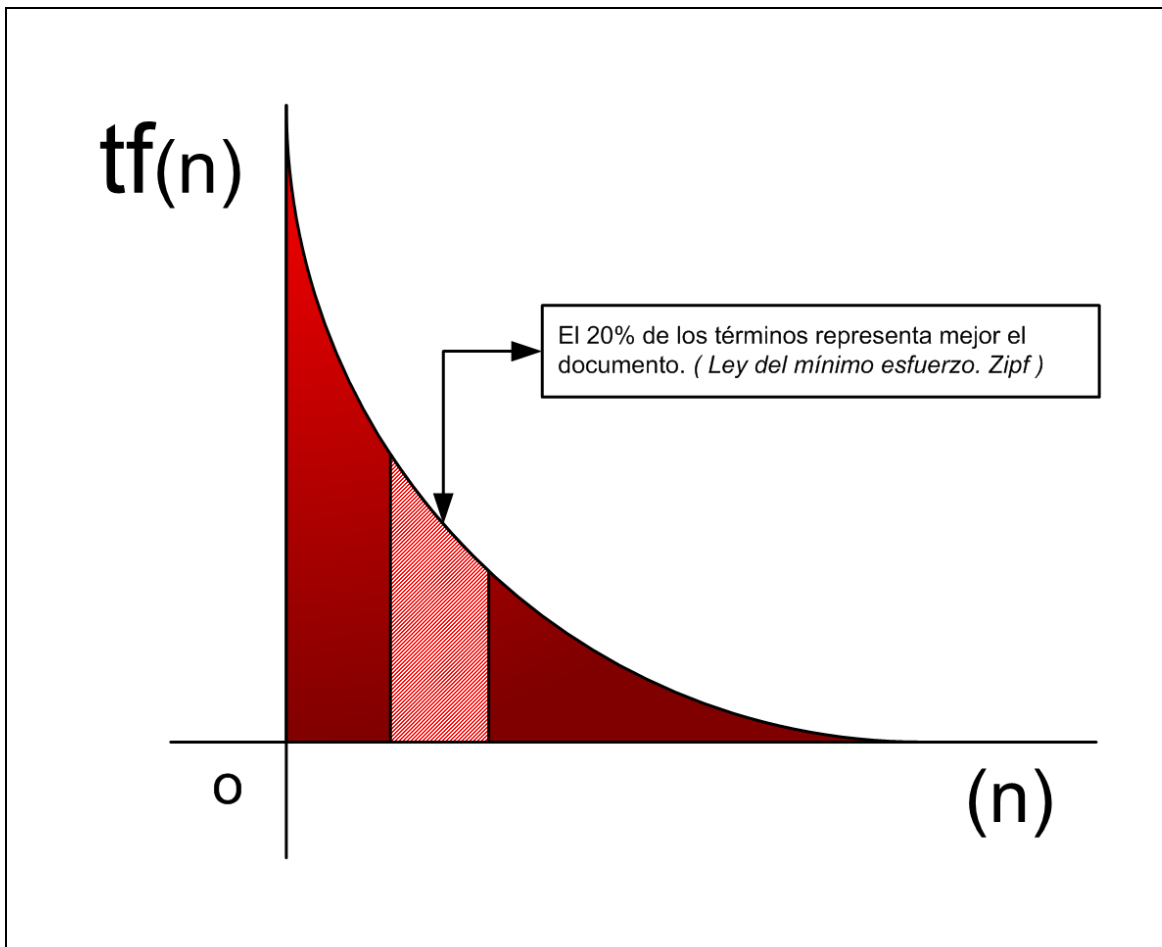 tf(n)
El 20% de los términos representa mejor el
documento. ( Ley del mínimo esfuerzo. Zipf )
o
(n)